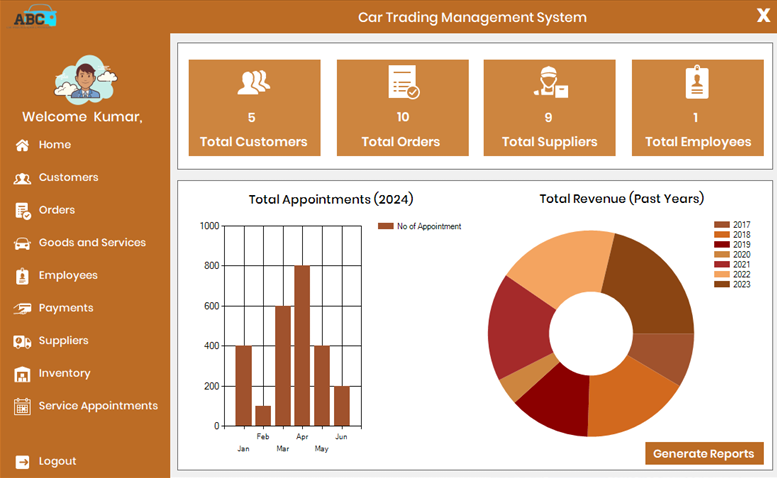 ABC
Car Trading Management System
X
Welcome Kumar,
Home
Customers
Orders
Goods and Services
Employees
Payments
Suppliers
Inventory
Service Appointments
Logout
5
Total Customers
10
Total Orders
9
Total Suppliers
1
Total Employees
Total Appointments (2024)
No of Appointment
1000
800
600
400
200
0
Jan
Feb
Mar
Apr
May
Jun
Total Revenue (Past Years)
2017
2018
2019
2020
2021
2022
2023
Generate Reports